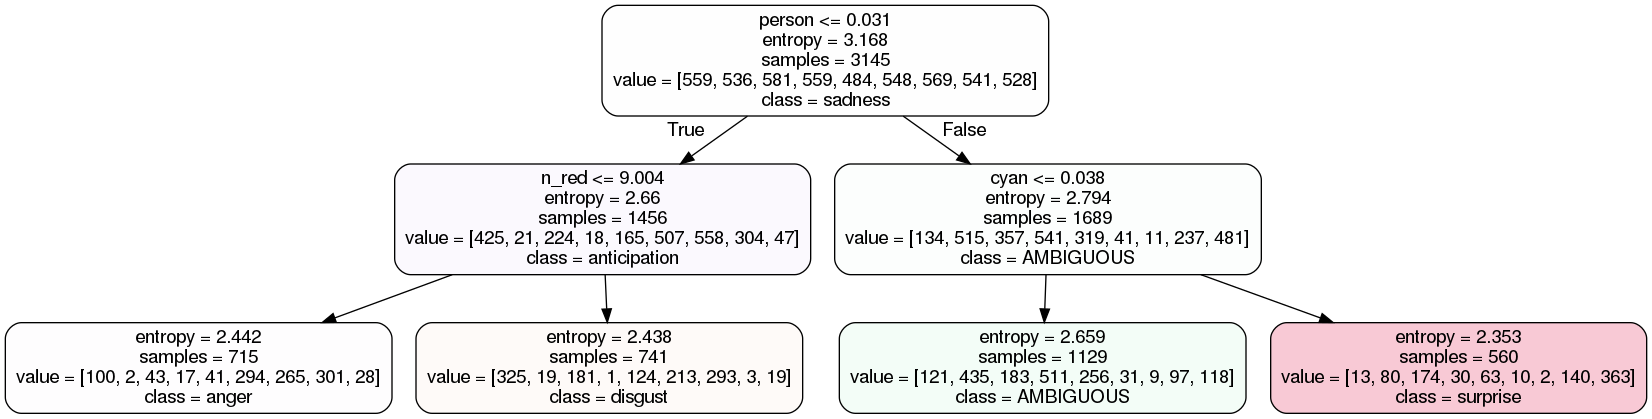 person <= 0.031
entropy = 3.168
samples = 3145
value = [559, 536, 581, 559, 484, 548, 569, 541, 528]
class = sadness
True
False
n_red <= 9.004
entropy = 2.66
samples = 1456
value = [425, 21, 224, 18, 165, 507, 558, 304, 47]
class = anticipation
cyan <= 0.038
entropy = 2.794
samples = 1689
value = [134, 515, 357, 541, 319, 41, 11, 237, 481]
class = AMBIGUOUS
entropy = 2.442
samples = 715
value = [100, 2, 43, 17, 41, 294, 265, 301, 28]
class = anger
entropy = 2.438
samples = 741
value = [325, 19, 181, 1, 124, 213, 293, 3, 19]
class = disgust
entropy = 2.659
samples = 1129
value = [121, 435, 183, 511, 256, 31, 9, 97, 118]
class = AMBIGUOUS
entropy = 2.353
samples = 560
value = [13, 80, 174, 30, 63, 10, 2, 140, 363]
class = surprise